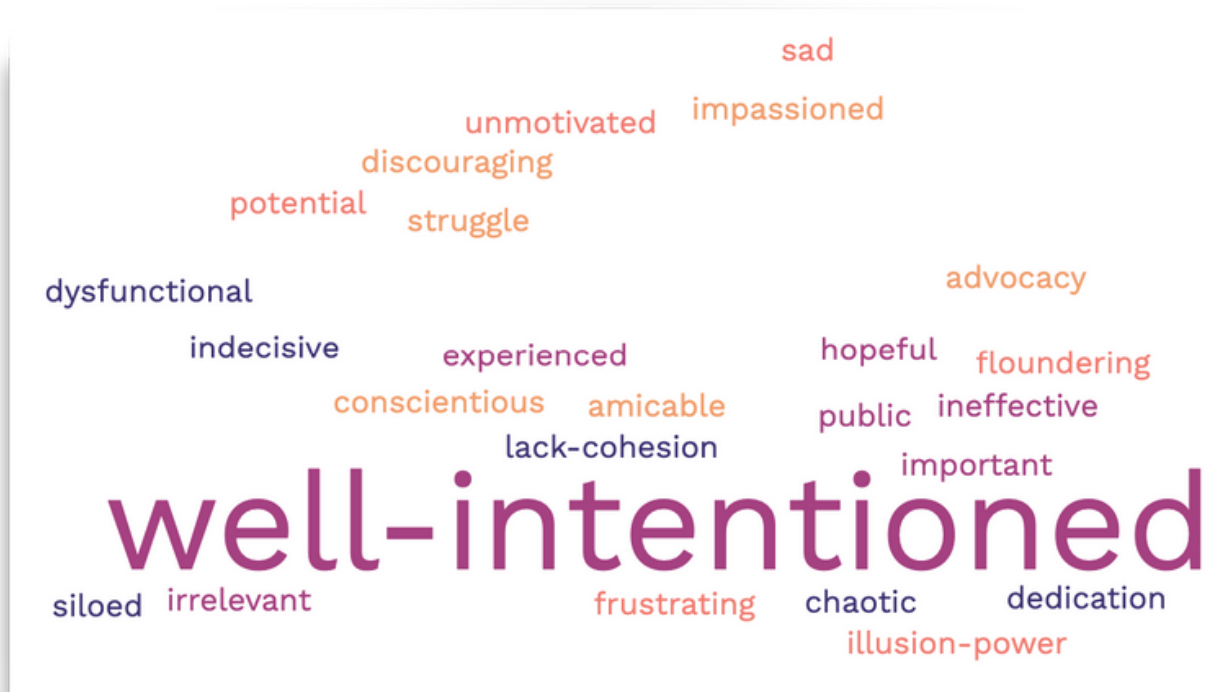 sad
impassioned
unmotivated
discouraging
potential
struggle
advocacy
dysfunctional
indecisive
experienced
hopeful
floundering
conscientious
amicable
public
ineffective
lack-cohesion
important
well-intentioned
siloed
irrelevant
frustrating
chaotic
dedication
illusion-power